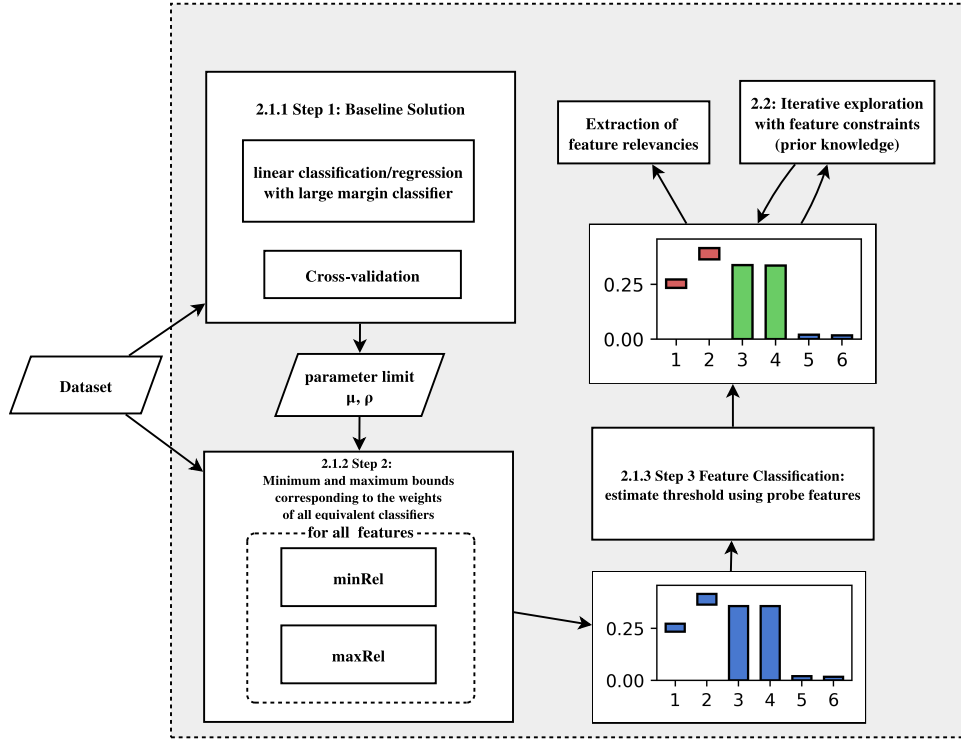 2.1.1 Step 1: Baseline Solution
linear classification/regression
with large margin classifier
Cross-validation
Dataset
parameter limit
μ, ρ
2.1.2 Step 2:
Minimum and maximum bounds
corresponding to the weights
of all equivalent classifiers
for all features
minRel
maxRel
Extraction of
feature relevancies
2.2: Iterative exploration
with feature constraints
(prior knowledge)
0.25
0.00
1 2 3 4 5 6
2.1.3 Step 3 Feature Classification:
estimate threshold using probe features
0.25
0.00
1 2 3 4 5 6